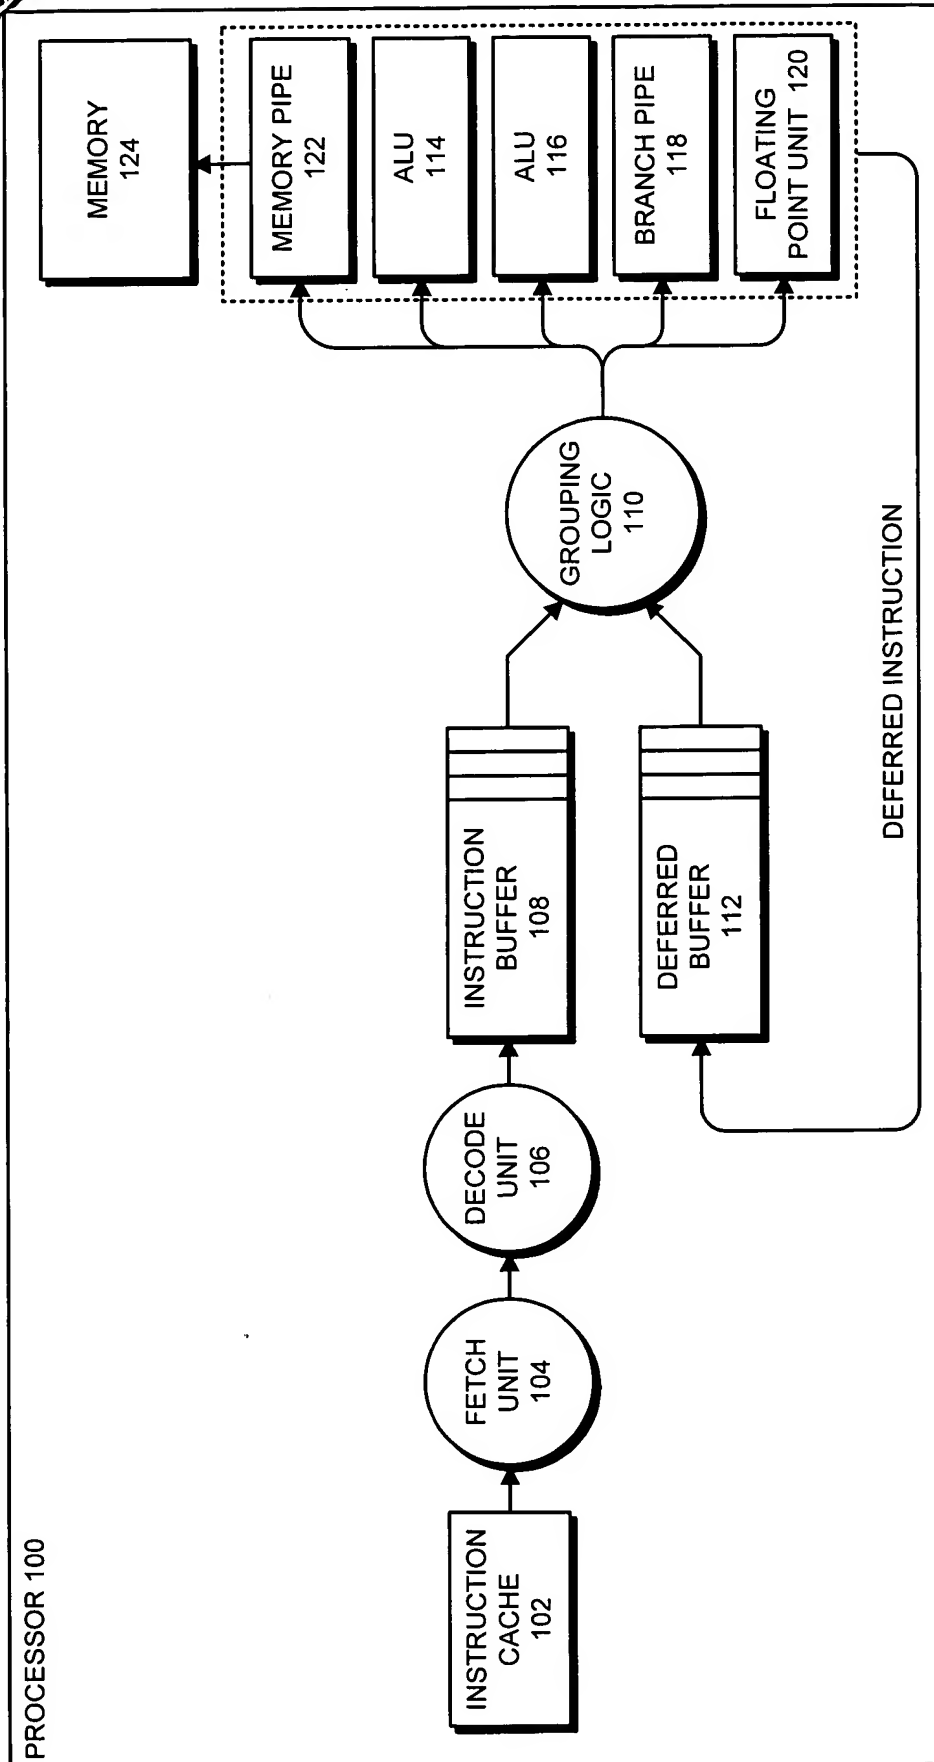 PROCESSOR 100
MEMORY
124
MEMORY PIPE
122
ALU
114
ALU
116
BRANCH PIPE
118
FLOATING
POINT UNIT 120
INSTRUCTION
CACHE
102
FETCH
UNIT
104
DECODE
UNIT
106
INSTRUCTION
BUFFER
108
DEFERRED
BUFFER
112
GROUPING
LOGIC
110
DEFERRED INSTRUCTION